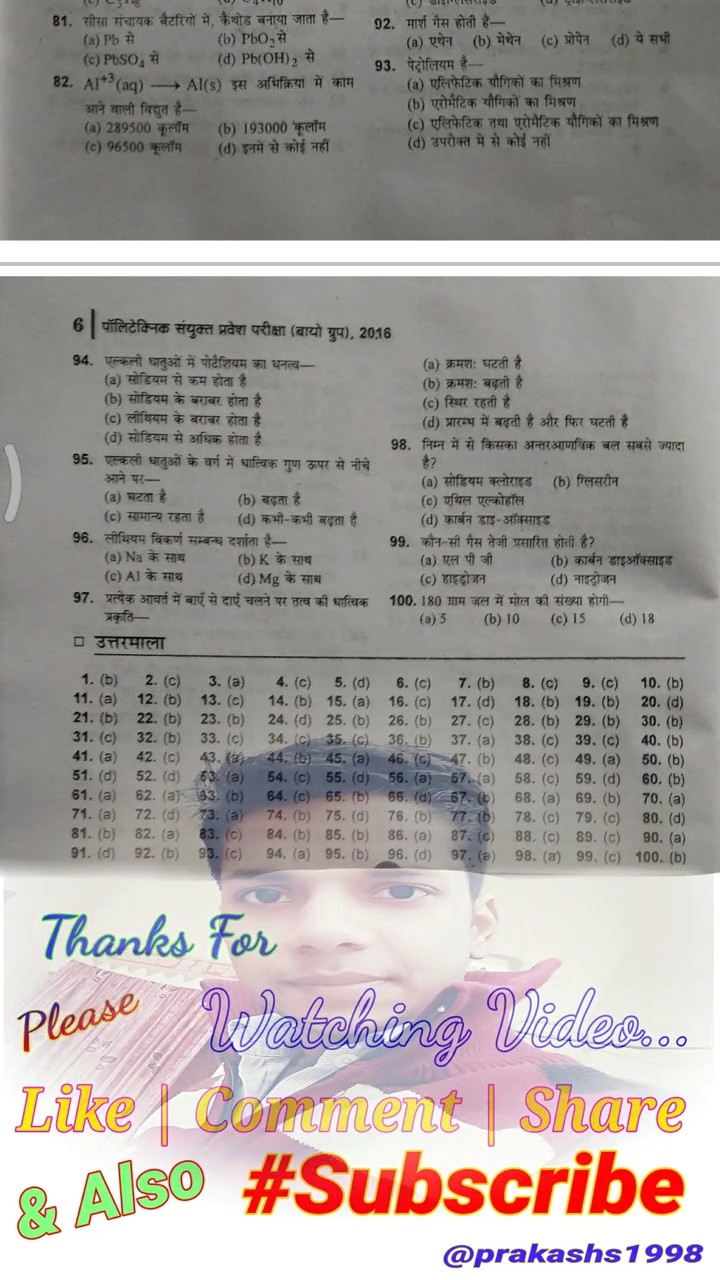 81. सीसा संचायक बैटरियों में, कैथोड बनाया जाता है—
(a) Pb से (b) PbO₂ से
(c) PbSO₄ से (d) Pb(OH)₂ से
82. Al⁺³(aq) ⟶ Al(s) इस अभिक्रिया में काम
आने वाली विद्युत है—
(a) 289500 कूलॉम (b) 193000 कूलॉम
(c) 96500 कूलॉम (d) इनमें से कोई नहीं
92. मार्श गैस होती है—
(a) एथेन (b) मेथेन (c) प्रोपेन (d) ये सभी
93. पेट्रोलियम है—
(a) एलिफेटिक यौगिकों का मिश्रण
(b) एरोमैटिक यौगिकों का मिश्रण
(c) एलिफेटिक तथा एरोमैटिक यौगिकों का मिश्रण
(d) उपरोक्त में से कोई नहीं
6 | पॉलिटेक्निक संयुक्त प्रवेश परीक्षा (बायो ग्रुप), 2016
94. एल्कली धातुओं में पोटैशियम का घनत्व—
(a) सोडियम से कम होता है
(b) सोडियम के बराबर होता है
(c) लीथियम के बराबर होता है
(d) सोडियम से अधिक होता है
95. एल्कली धातुओं के वर्ग में धात्विक गुण ऊपर से नीचे
आने पर—
(a) घटता है (b) बढ़ता है
(c) सामान्य रहता है (d) कभी-कभी बढ़ता है
96. लीथियम विकर्ण सम्बन्ध दर्शाता है—
(a) Na के साथ (b) K के साथ
(c) Al के साथ (d) Mg के साथ
97. प्रत्येक आवर्त में बाएँ से दाएँ चलने पर तत्व की धात्विक
प्रकृति—
(a) क्रमश: घटती है
(b) क्रमश: बढ़ती है
(c) स्थिर रहती है
(d) प्रारम्भ में बढ़ती है और फिर घटती है
98. निम्न में से किसका अन्तरआणविक बल सबसे ज्यादा
है?
(a) सोडियम क्लोराइड (b) ग्लिसरीन
(c) एथिल एल्कोहॉल
(d) कार्बन डाइ-ऑक्साइड
99. कौन-सी गैस तेजी प्रसारित होती है?
(a) एल पी जी (b) कार्बन डाइऑक्साइड
(c) हाइड्रोजन (d) नाइट्रोजन
100. 180 ग्राम जल में मोल की संख्या होगी—
(a) 5 (b) 10 (c) 15 (d) 18
□ उत्तरमाला
1. (b) 2. (c) 3. (a) 4. (c) 5. (d) 6. (c) 7. (b) 8. (c) 9. (c) 10. (b)
11. (a) 12. (b) 13. (c) 14. (b) 15. (a) 16. (c) 17. (d) 18. (b) 19. (b) 20. (d)
21. (b) 22. (b) 23. (b) 24. (d) 25. (b) 26. (b) 27. (c) 28. (b) 29. (b) 30. (b)
31. (c) 32. (b) 33. (c) 34. (c) 35. (c) 36. (b) 37. (a) 38. (c) 39. (c) 40. (b)
41. (a) 42. (c) 43. (a) 44. (b) 45. (a) 46. (c) 47. (b) 48. (c) 49. (a) 50. (b)
51. (d) 52. (d) 53. (a) 54. (c) 55. (d) 56. (a) 57. (a) 58. (c) 59. (d) 60. (b)
61. (a) 62. (a) 63. (b) 64. (c) 65. (b) 66. (d) 67. (b) 68. (a) 69. (b) 70. (a)
71. (a) 72. (d) 73. (a) 74. (b) 75. (d) 76. (b) 77. (b) 78. (c) 79. (c) 80. (d)
81. (b) 82. (a) 83. (c) 84. (b) 85. (b) 86. (a) 87. (c) 88. (c) 89. (c) 90. (a)
91. (d) 92. (b) 93. (c) 94. (a) 95. (b) 96. (d) 97. (a) 98. (a) 99. (c) 100. (b)
Thanks For
Please Watching Video...
Like | Comment | Share
& Also #Subscribe
@prakashs1998